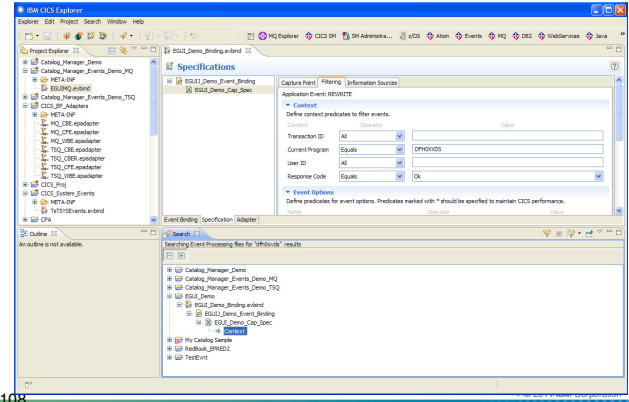 IBM CICS Explorer
Explorer Edit Project Search Window Help
MQ Explorer CICS SM SM Administra... z/OS Atom Events MQ DB2 WebServices Java
Project Explorer
Catalog_Manager_Demo
Catalog_Manager_Events_Demo_MQ
META-INF
EGUIMQ.evbind
Catalog_Manager_Events_Demo_TSQ
CICS_EP_Adapters
META-INF
MQ_CBE.epadapter
MQ_CFE.epadapter
MQ_WBE.epadapter
TSQ_CBE.epadapter
TSQ_CBER.epadapter
TSQ_CFE.epadapter
TSQ_WBE.epadapter
CICS_Proj
CICS_System_Events
META-INF
TsTSYSEvents.evbind
CPA
EGUI_Demo_Binding.evbind
Specifications
EGUIJ_Demo_Event_Binding
EGUI_Demo_Cap_Spec
Capture Point Filtering Information Sources
Application Event: REWRITE
Context
Define context predicates to filter events.
Context Operator Value
Transaction ID All
Current Program Equals DFH0XVDS
User ID All
Response Code Equals Ok
Event Options
Define predicates for event options. Predicates marked with * should be specified to maintain CICS performance.
Name Operator Value
Event Binding Specification Adapter
Outline
An outline is not available.
Search
Searching Event Processing files for "dfh0xvds" results
Catalog_Manager_Demo
Catalog_Manager_Events_Demo_MQ
Catalog_Manager_Events_Demo_TSQ
EGUI_Demo
EGUI_Demo_Binding.evbind
EGUIJ_Demo_Event_Binding
EGUI_Demo_Cap_Spec
Context
My Catalog Sample
RedBook_EPRED2
TestEvnt
108
Corporation